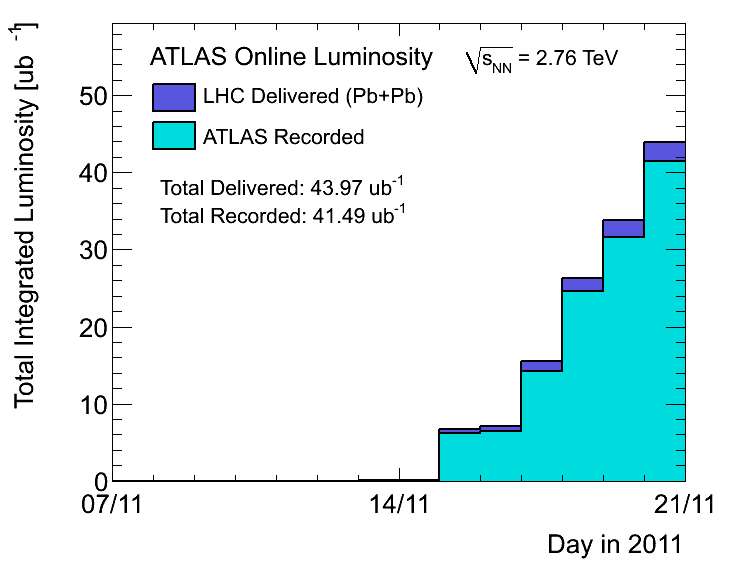 Total Integrated Luminosity [ub⁻¹]
ATLAS Online Luminosity √sNN = 2.76 TeV
LHC Delivered (Pb+Pb)
ATLAS Recorded
Total Delivered: 43.97 ub⁻¹
Total Recorded: 41.49 ub⁻¹
50
40
30
20
10
0
07/11 14/11 21/11
Day in 2011